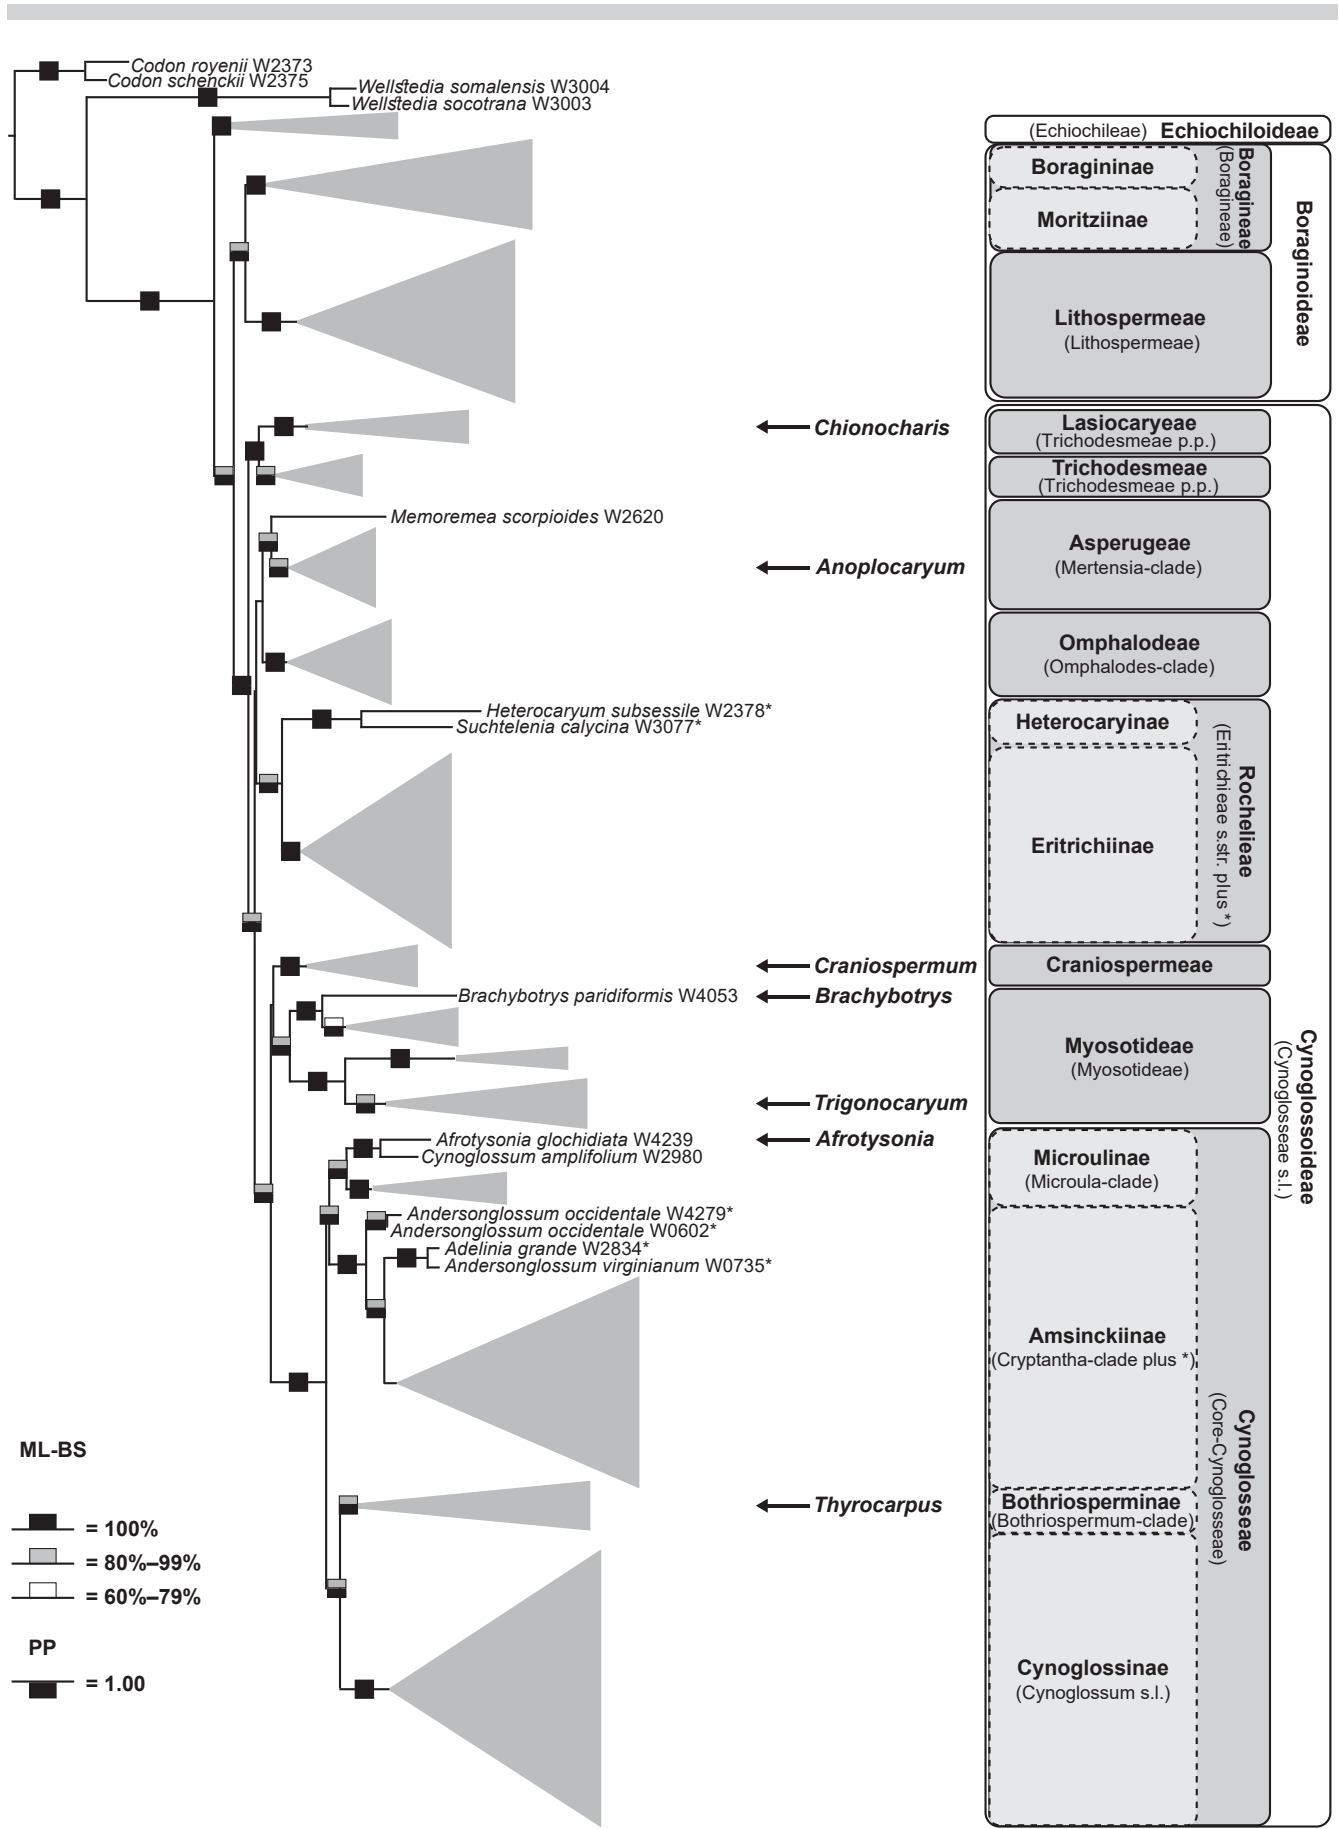 Codon royenii W2373
Codon schenckii W2375
Wellstedia somalensis W3004
Wellstedia socotrana W3003
(Echiochileae) Echiochiloideae
Boragininae
Moritziinae
Boragineae
(Boragineae)
Lithospermeae
(Lithospermeae)
Boraginoideae
Chionocharis
Lasiocaryeae
(Trichodesmeae p.p.)
Trichodesmeae
(Trichodesmeae p.p.)
Memoremea scorpioides W2620
Anoplocaryum
Asperugeae
(Mertensia-clade)
Omphalodeae
(Omphalodes-clade)
Heterocaryum subsessile W2378*
Suchtelenia calycina W3077*
Heterocaryinae
Eritrichiinae
Rochelieae
(Eritrichieae s.str. plus *)
Craniospermum
Craniospermeae
Brachybotrys paridiformis W4053
Brachybotrys
Myosotideae
(Myosotideae)
Trigonocaryum
Cynoglossoideae
(Cynoglosseae s.l.)
Afrotysonia glochidiata W4239
Cynoglossum amplifolium W2980
Afrotysonia
Microulinae
(Microula-clade)
Andersonglossum occidentale W4279*
Andersonglossum occidentale W0602*
Adelinia grande W2834*
Andersonglossum virginianum W0735*
Amsinckiinae
(Cryptantha-clade plus *)
Cynoglosseae
(Core-Cynoglosseae)
Thyrocarpus
Bothriosperminae
(Bothriospermum-clade)
Cynoglossinae
(Cynoglossum s.l.)
ML-BS
= 100%
= 80%–99%
= 60%–79%
PP
= 1.00